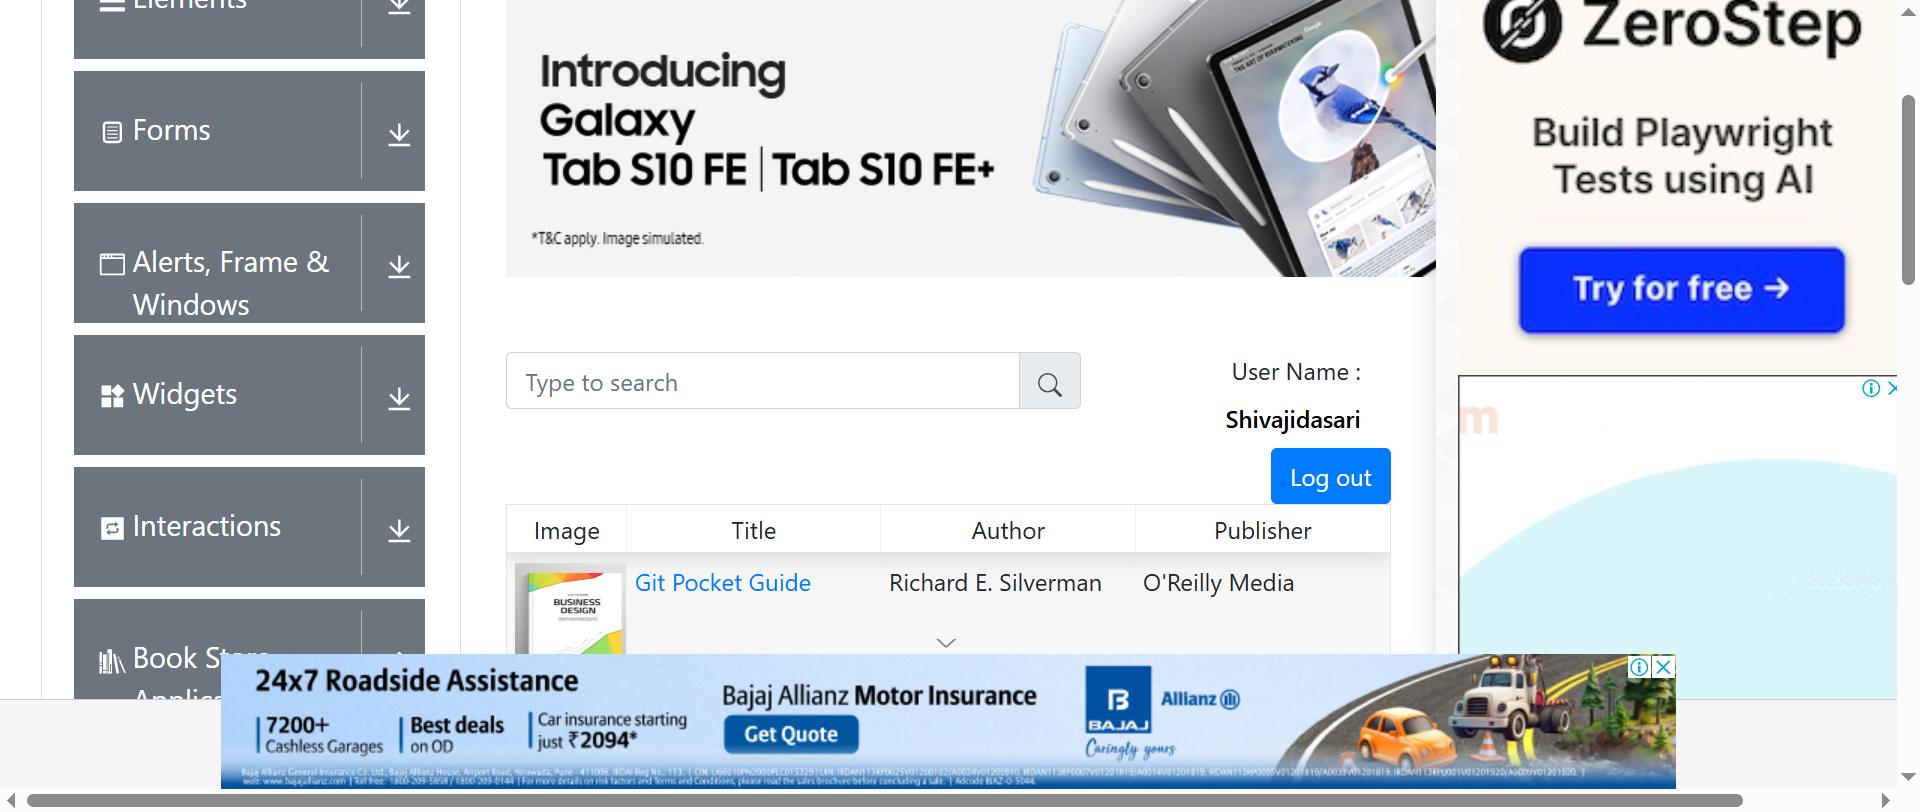 Elements
Forms
Alerts, Frame &
Windows
Widgets
Interactions
Book Store
Introducing
Galaxy
Tab S10 FE | Tab S10 FE+
*T&C apply. Image simulated.
Type to search
User Name :
Shivajidasari
Log out
Image Title Author Publisher
BUSINESS
DESIGN
Git Pocket Guide Richard E. Silverman O'Reilly Media
ZeroStep
Build Playwright
Tests using AI
Try for free →
m
24x7 Roadside Assistance
7200+
Cashless Garages
Best deals
on OD
Car insurance starting
just ₹2094*
Bajaj Allianz Motor Insurance
Get Quote
B
BAJAJ
Allianz
Caringly yours